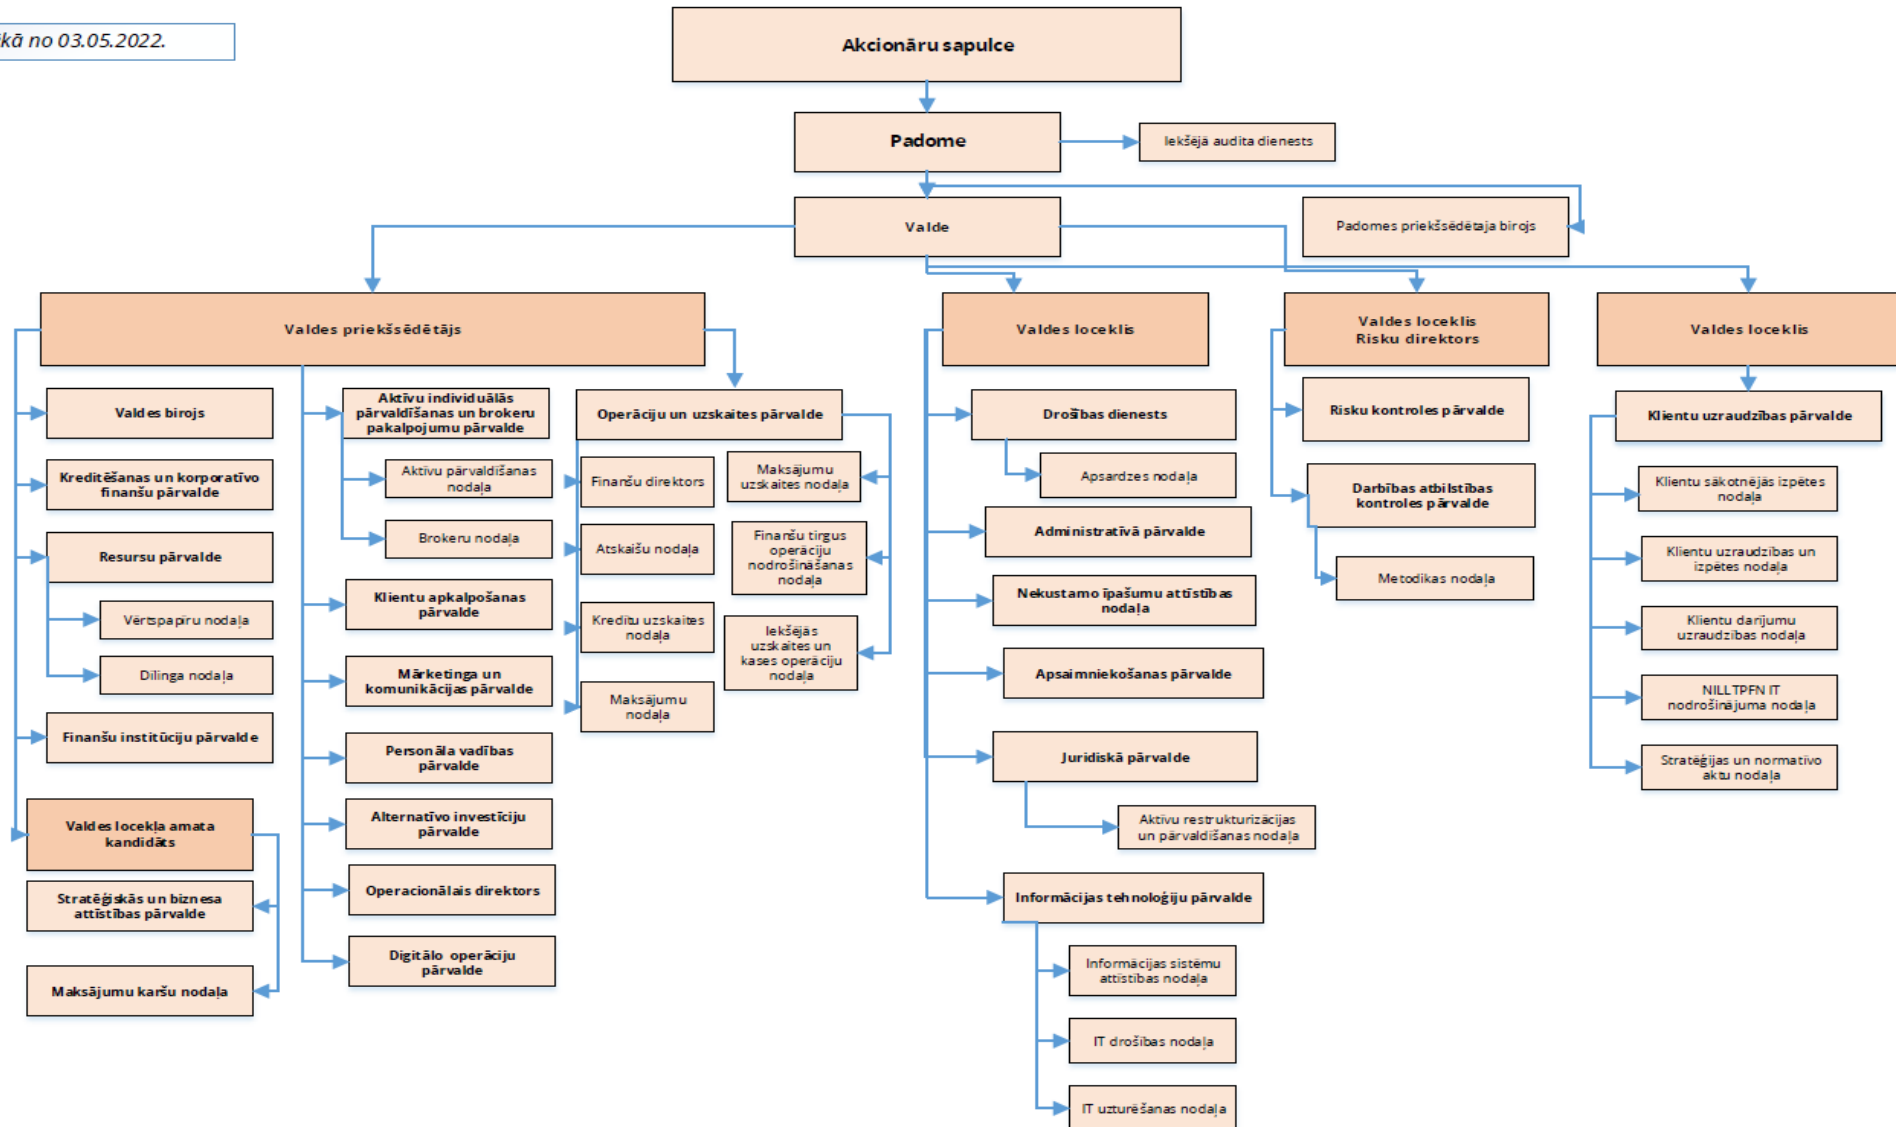 kā no 03.05.2022.
Akcionāru sapulce
Padome
Iekšējā audita dienests
Valde
Padomes priekšsēdētaja birojs
Valdes priekšsēdētājs
Valdes loceklis
Valdes loceklis
Risku direktors
Valdes loceklis
Valdes birojs
Kreditēšanas un korporatīvo
finanšu pārvalde
Resursu pārvalde
Vērtspapīru nodaļa
Dīlinga nodaļa
Finanšu institūciju pārvalde
Valdes locekļa amata
kandidāts
Stratēģiskās un biznesa
attīstības pārvalde
Maksājumu karšu nodaļa
Aktīvu individuālās
pārvaldīšanas un brokeru
pakalpojumu pārvalde
Aktīvu pārvaldīšanas
nodaļa
Brokeru nodaļa
Klientu apkalpošanas
pārvalde
Mārketinga un
komunikācijas pārvalde
Personāla vadības
pārvalde
Alternatīvo investīciju
pārvalde
Operacionālais direktors
Digitālo operāciju
pārvalde
Operāciju un uzskaites pārvalde
Finanšu direktors
Atskaišu nodaļa
Kredītu uzskaites
nodaļa
Maksājumu
nodaļa
Maksājumu
uzskaites nodaļa
Finanšu tirgus
operāciju
nodrošināšanas
nodaļa
Iekšējās
uzskaites un
kases operāciju
nodaļa
Drošības dienests
Apsardzes nodaļa
Administratīvā pārvalde
Nekustamo īpašumu attīstības
nodaļa
Apsaimniekošanas pārvalde
Juridiskā pārvalde
Aktīvu restrukturizācijas
un pārvaldīšanas nodaļa
Informācijas tehnoloģiju pārvalde
Informācijas sistēmu
attīstības nodaļa
IT drošības nodaļa
IT uzturēšanas nodaļa
Risku kontroles pārvalde
Darbības atbilstības
kontroles pārvalde
Metodikas nodaļa
Klientu uzraudzības pārvalde
Klientu sākotnējās izpētes
nodaļa
Klientu uzraudzības un
izpētes nodaļa
Klientu darījumu
uzraudzības nodaļa
NILLTPFN IT
nodrošinājuma nodaļa
Stratēģijas un normatīvo
aktu nodaļa